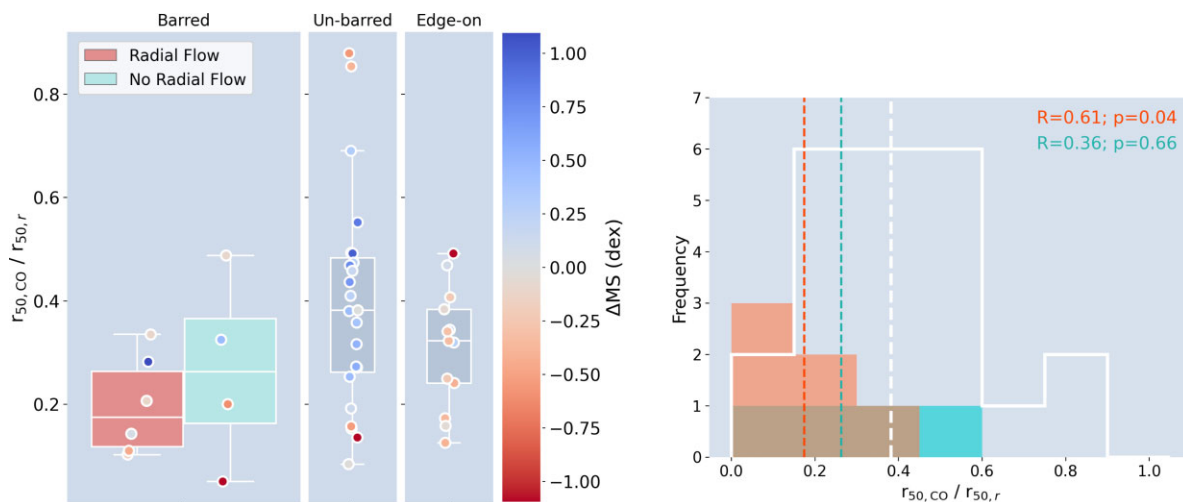 Barred
Un-barred
Edge-on
Radial Flow
No Radial Flow
0.8
0.6
0.4
0.2
r50,CO / r50,r
1.00
0.75
0.50
0.25
0.00
−0.25
−0.50
−0.75
−1.00
ΔMS (dex)
R=0.61; p=0.04
R=0.36; p=0.66
7
6
5
4
3
2
1
0
Frequency
0.0 0.2 0.4 0.6 0.8 1.0
r50,CO / r50,r